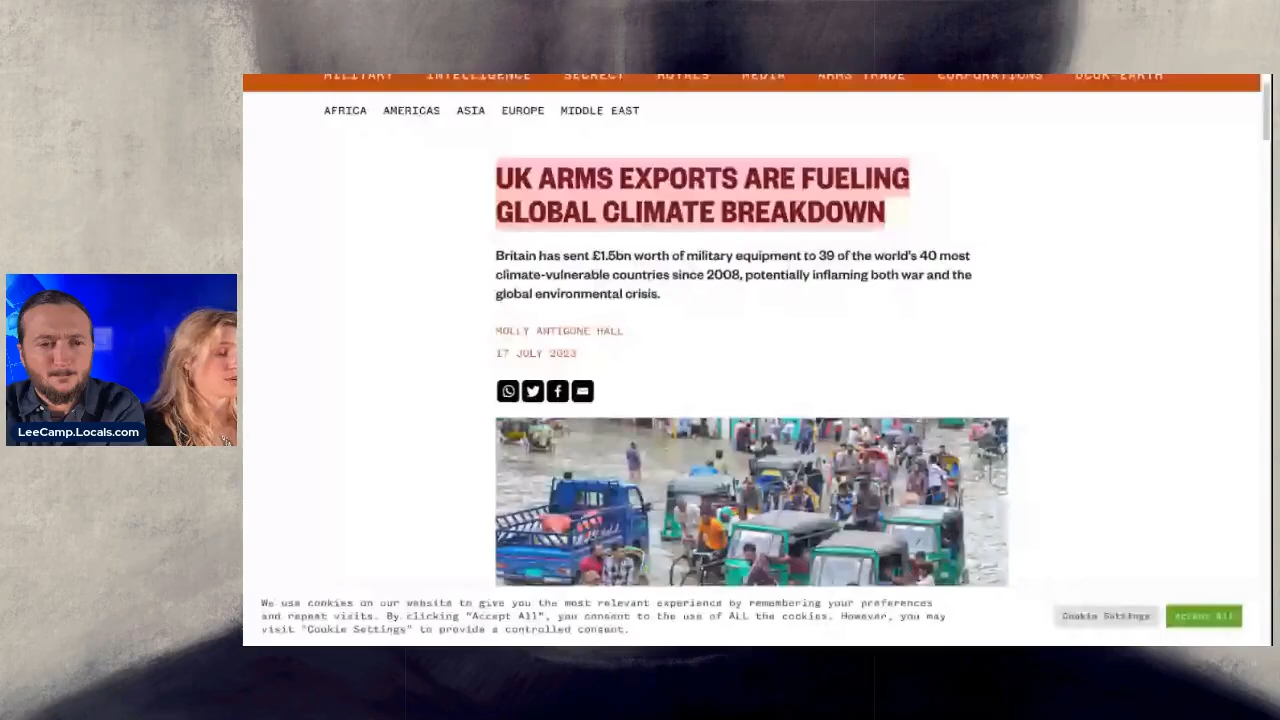 MILITARY INTELLIGENCE SECRECY ROYALS MEDIA ARMS TRADE CORPORATIONS DCUK-EARTH
AFRICA AMERICAS ASIA EUROPE MIDDLE EAST
UK ARMS EXPORTS ARE FUELING
GLOBAL CLIMATE BREAKDOWN
Britain has sent £1.5bn worth of military equipment to 39 of the world's 40 most
climate-vulnerable countries since 2008, potentially inflaming both war and the
global environmental crisis.
MOLLY ANTIGONE HALL
17 JULY 2023
LeeCamp.Locals.com
We use cookies on our website to give you the most relevant experience by remembering your preferences
and repeat visits. By clicking "Accept All", you consent to the use of ALL the cookies. However, you may
visit "Cookie Settings" to provide a controlled consent.
Cookie Settings
Accept All